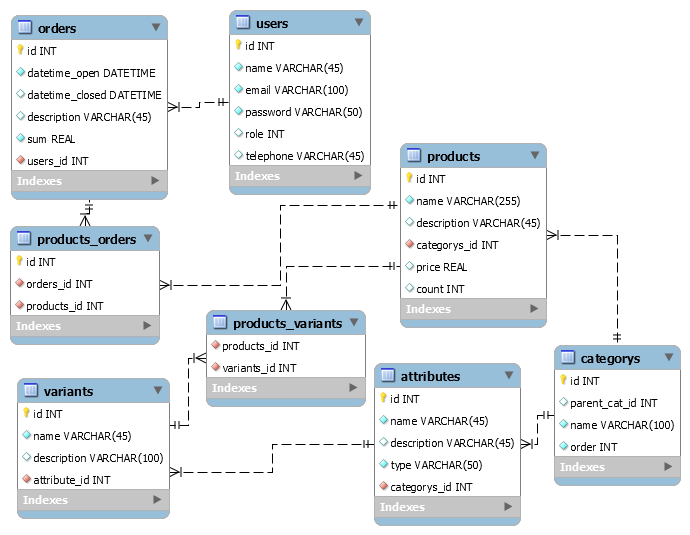 orders
id INT
datetime_open DATETIME
datetime_closed DATETIME
description VARCHAR(45)
sum REAL
users_id INT
Indexes
users
id INT
name VARCHAR(45)
email VARCHAR(100)
password VARCHAR(50)
role INT
telephone VARCHAR(45)
Indexes
products
id INT
name VARCHAR(255)
description VARCHAR(45)
categorys_id INT
price REAL
count INT
Indexes
products_orders
id INT
orders_id INT
products_id INT
Indexes
products_variants
products_id INT
variants_id INT
Indexes
variants
id INT
name VARCHAR(45)
description VARCHAR(100)
attribute_id INT
Indexes
attributes
id INT
name VARCHAR(45)
description VARCHAR(45)
type VARCHAR(50)
categorys_id INT
Indexes
categorys
id INT
parent_cat_id INT
name VARCHAR(100)
order INT
Indexes